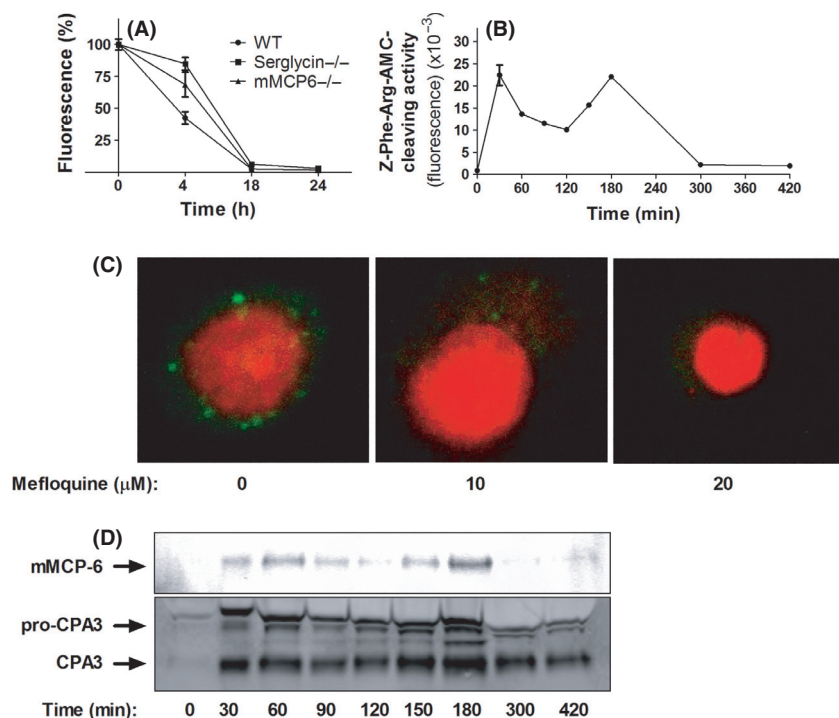 (A)
Fluorescence (%)
100
75
50
25
WT
Serglycin–/–
mMCP6–/–
0
4
18
24
Time (h)
(B)
Z-Phe-Arg-AMC-
cleaving activity
(fluorescence) (x10⁻³)
30
25
20
15
10
5
0
0
60
120
180
240
300
360
420
Time (min)
(C)
Mefloquine (μM):
0
10
20
(D)
mMCP-6
pro-CPA3
CPA3
Time (min):
0
30
60
90
120
150
180
300
420